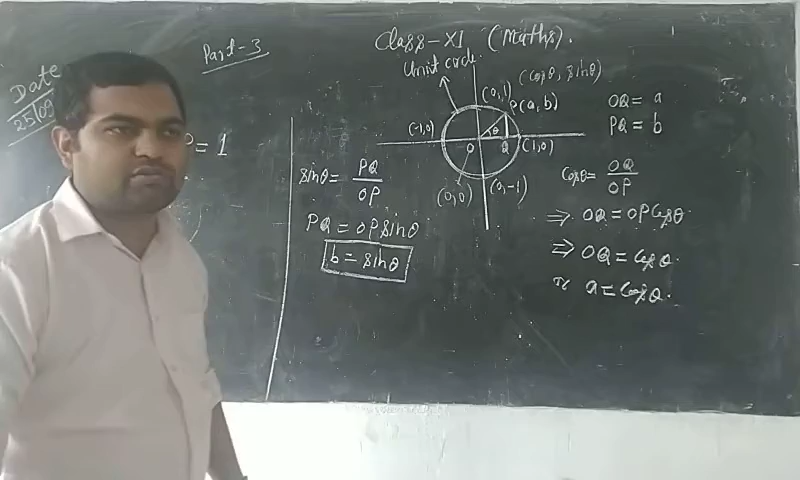 Class-XI (Maths).
Part-3
Date
25/09
Unit circle
(cosθ, sinθ)
(0,1)
P(a, b)
(-1,0)
θ
O
Q
(1,0)
(0,0)
(0,-1)
= 1
sinθ = PQ/OP
PQ = OP sinθ
b = sinθ
OQ = a
PQ = b
cosθ = OQ/OP
⇒ OQ = OP cosθ
⇒ OQ = cosθ.
a = cosθ.